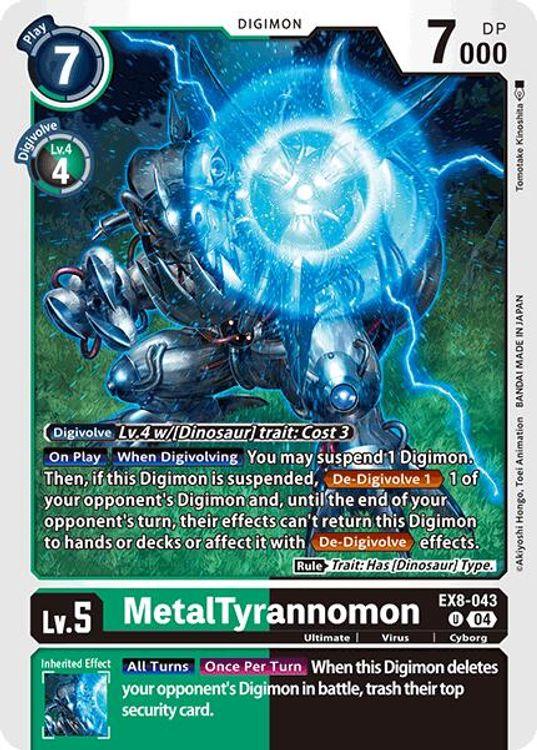 Play
7
DIGIMON
7000
DP
Digivolve
Lv.4
4
Tomotake Kinoshita
©Akiyoshi Hongo, Toei Animation BANDAI MADE IN JAPAN
Digivolve Lv.4 w/[Dinosaur] trait: Cost 3
On Play When Digivolving You may suspend 1 Digimon.
Then, if this Digimon is suspended, De-Digivolve 1 1 of
your opponent's Digimon and, until the end of your
opponent's turn, their effects can't return this Digimon
to hands or decks or affect it with De-Digivolve effects.
Rule Trait: Has [Dinosaur] Type.
Lv.5
MetalTyrannomon
EX8-043
U 04
Ultimate | Virus | Cyborg
Inherited Effect
All Turns Once Per Turn When this Digimon deletes
your opponent's Digimon in battle, trash their top
security card.